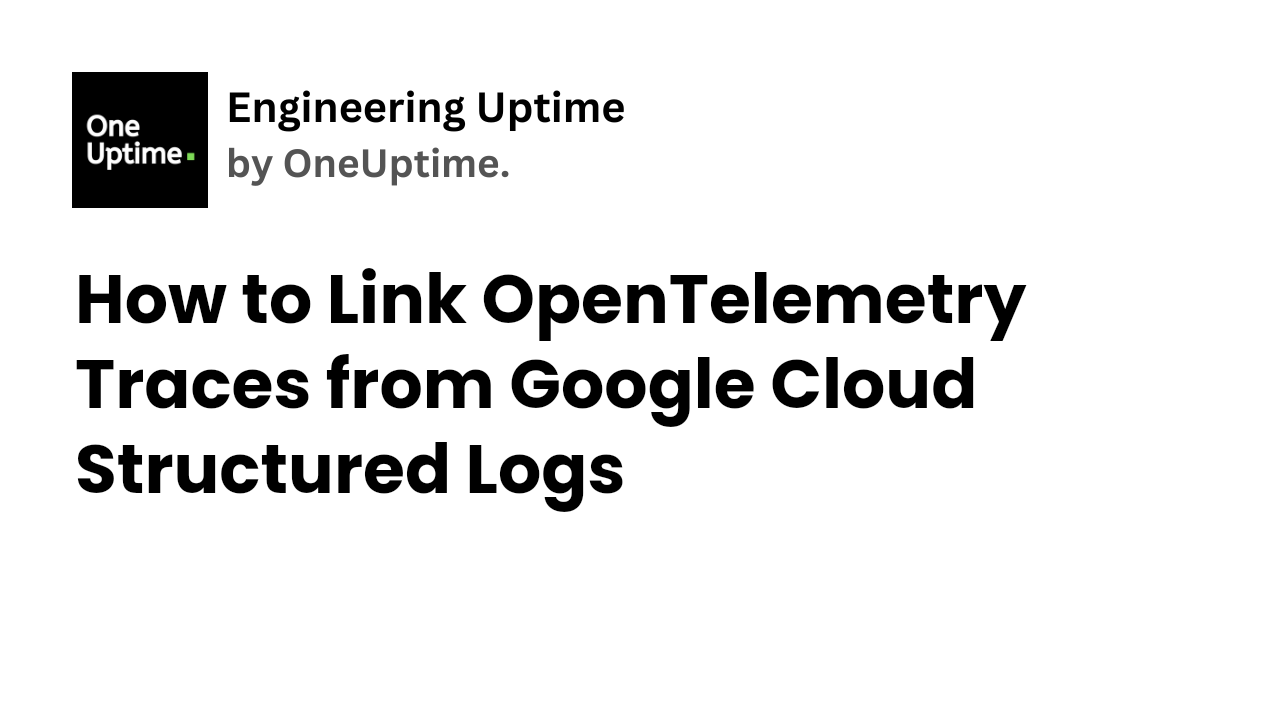 One
Uptime.
Engineering Uptime
by OneUptime.
How to Link OpenTelemetry
Traces from Google Cloud
Structured Logs